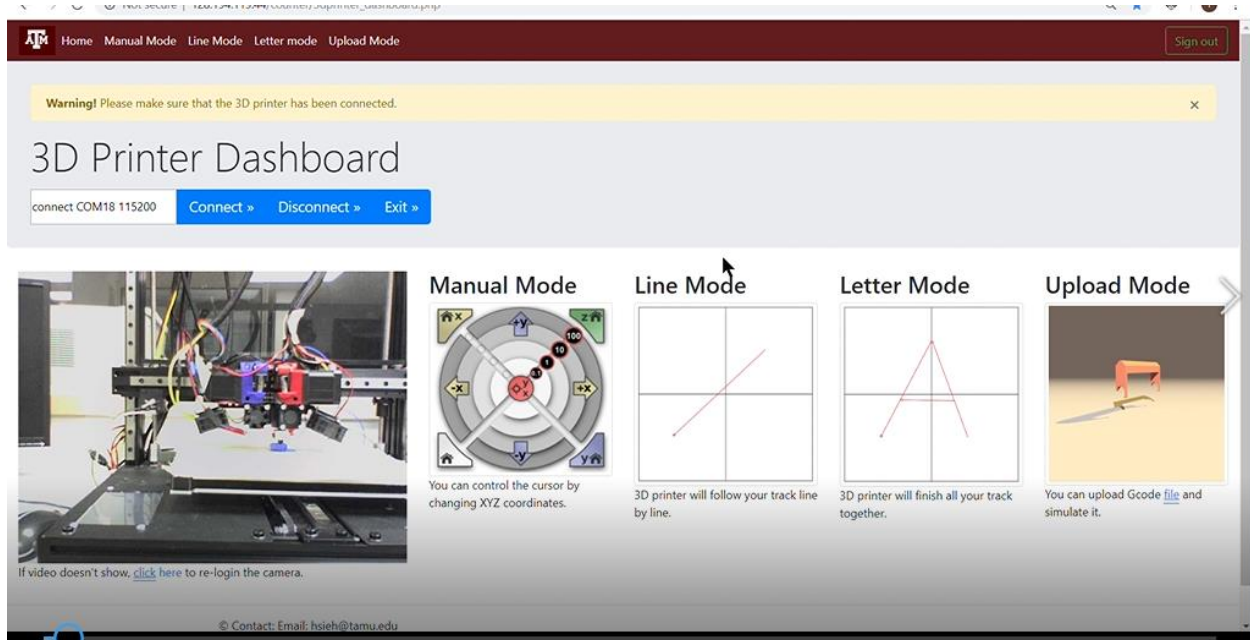 Not secure
ATM Home Manual Mode Line Mode Letter mode Upload Mode Sign out
Warning! Please make sure that the 3D printer has been connected. ×
3D Printer Dashboard
connect COM18 115200 Connect » Disconnect » Exit »
Manual Mode
x
+y
z
100
10
1
0.1
-x
y
x
+x
-y
y
You can control the cursor by
changing XYZ coordinates.
Line Mode
3D printer will follow your track line
by line.
Letter Mode
3D printer will finish all your track
together.
Upload Mode
You can upload Gcode file and
simulate it.
If video doesn't show, click here to re-login the camera.
© Contact: Email: hsieh@tamu.edu